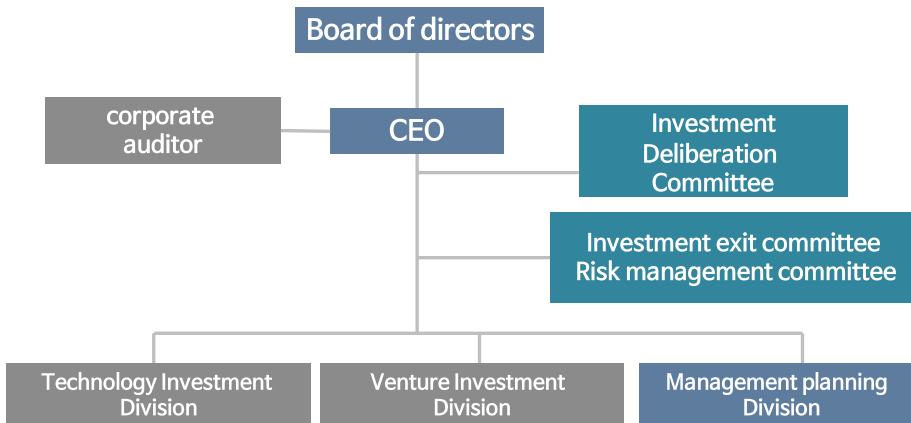 Board of directors
corporate
auditor
CEO
Investment
Deliberation
Committee
Investment exit committee
Risk management committee
Technology Investment
Division
Venture Investment
Division
Management planning
Division